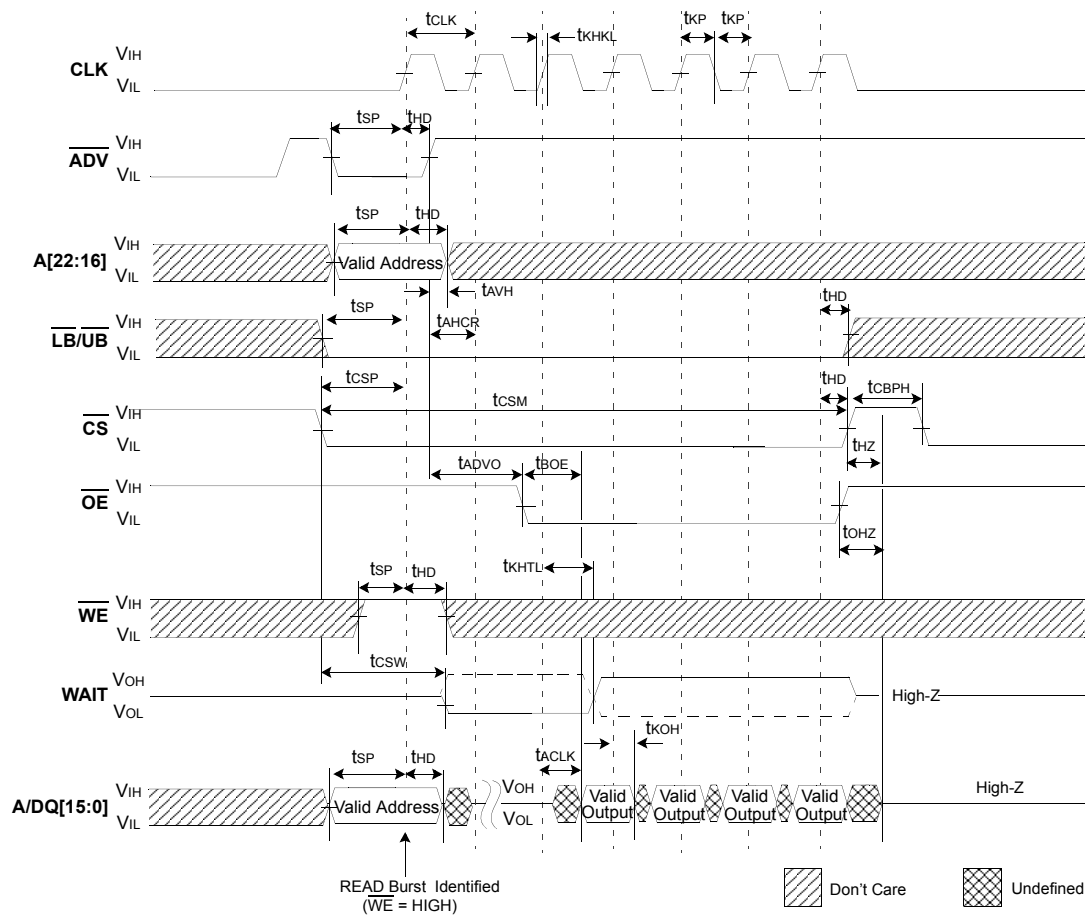 tCLK
tKHKL
tKP tKP
CLK
VIH
VIL
tSP tHD
ADV
VIH
VIL
tSP tHD
A[22:16]
VIH
VIL
Valid Address
tAVH
tSP
tAHCR
tHD
LB/UB
VIH
VIL
tCSP
tCSM
tHD
tCBPH
CS
VIH
VIL
tHZ
tADVO
tBOE
OE
VIH
VIL
tOHZ
tKHTL
tSP tHD
WE
VIH
VIL
tCSW
WAIT
VOH
VOL
High-Z
tACLK
tKOH
tSP tHD
A/DQ[15:0]
VIH
VIL
Valid Address
VOH
VOL
Valid
Output
Valid
Output
Valid
Output
Valid
Output
High-Z
READ Burst Identified
(WE = HIGH)
Don't Care
Undefined